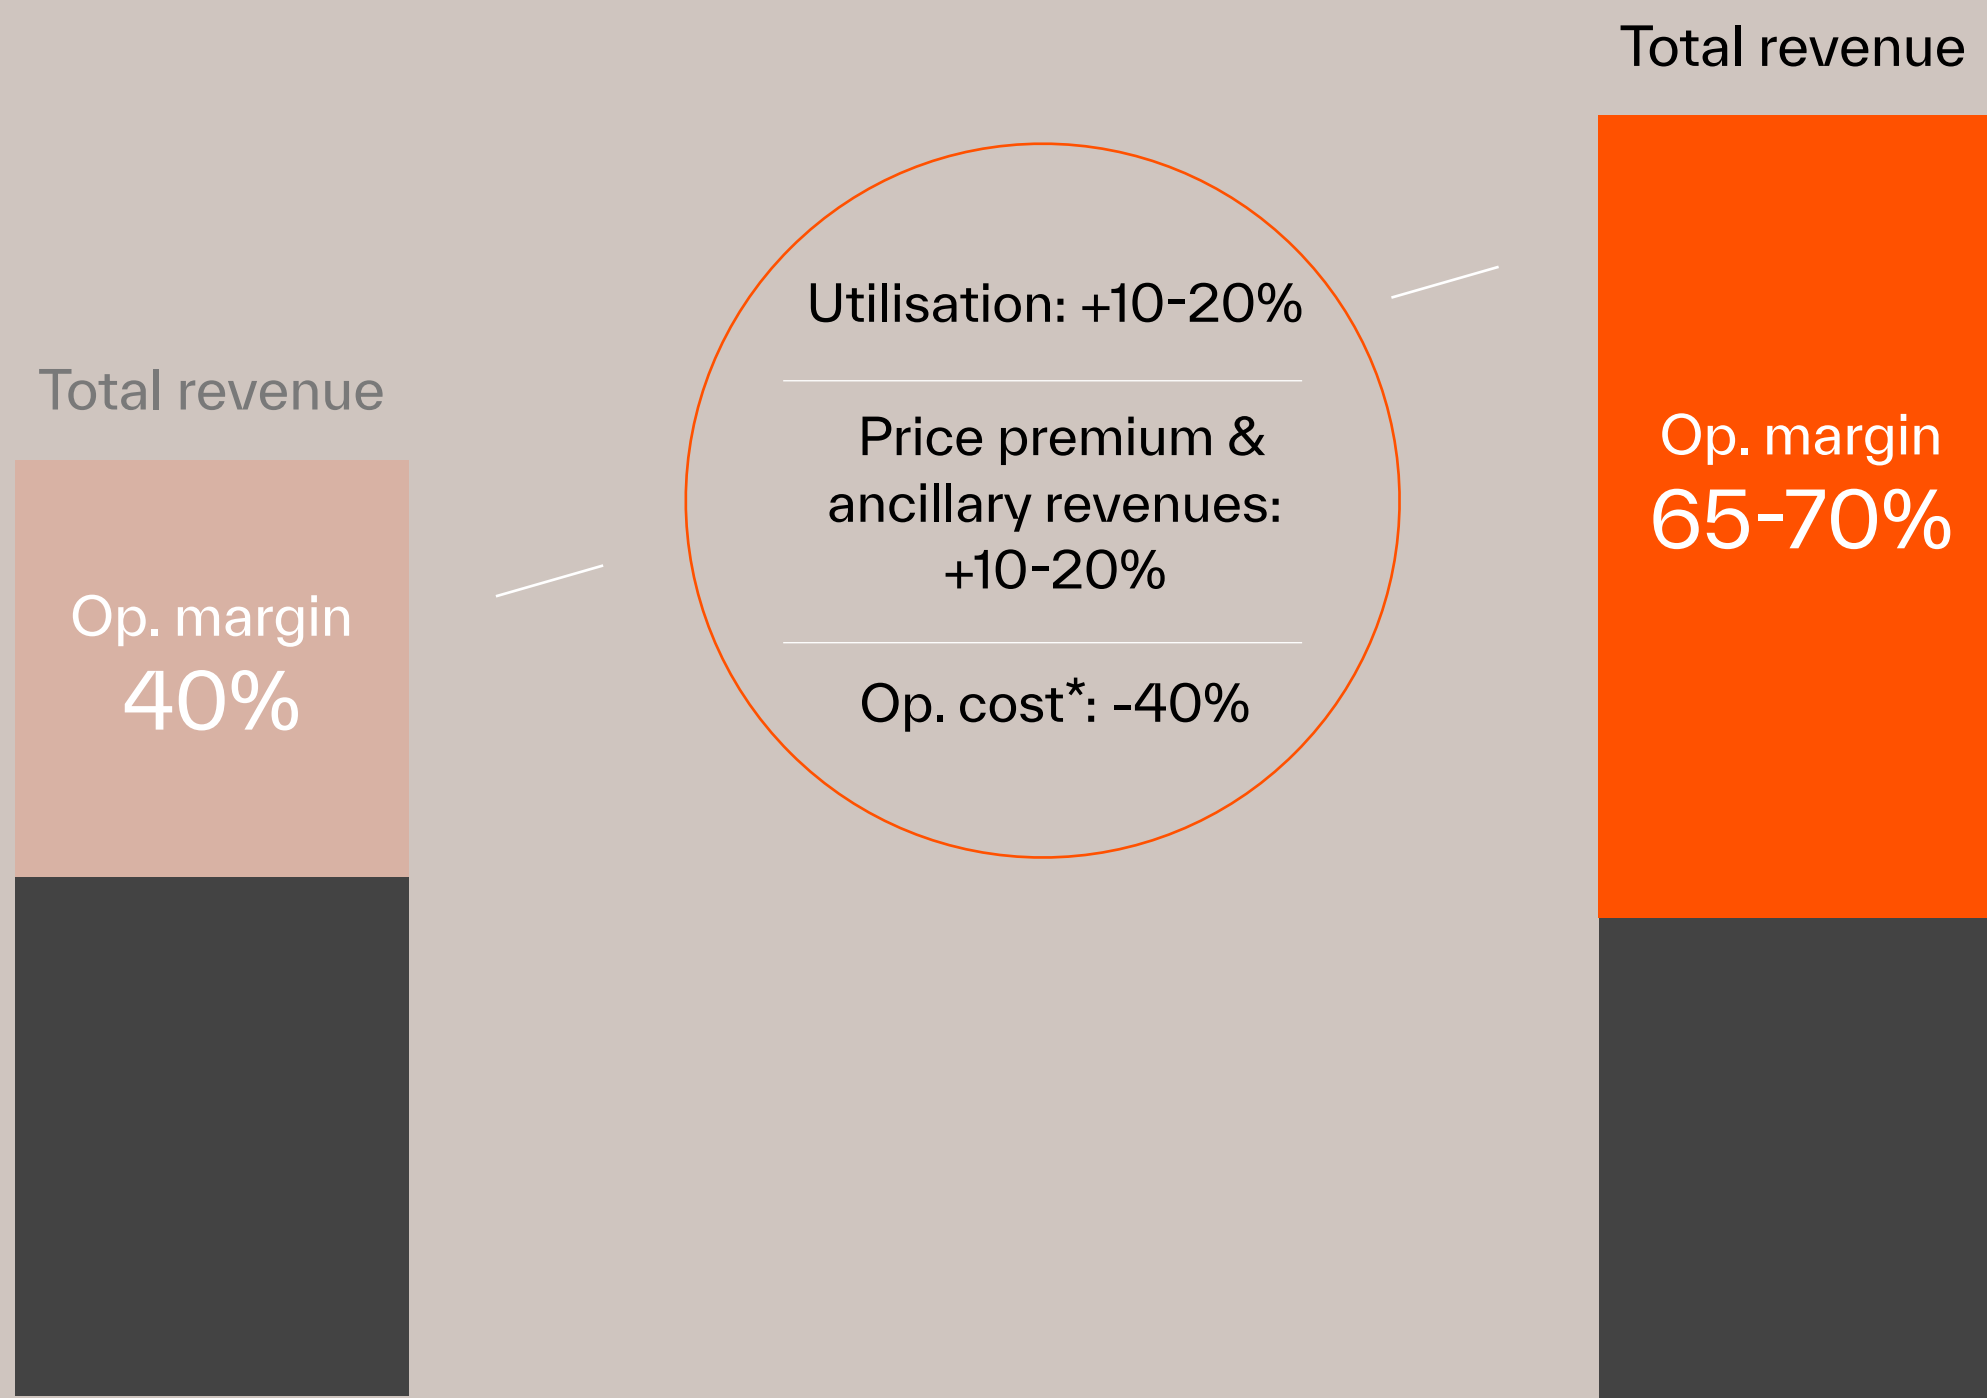 Total revenue
Op. margin
40%
Utilisation: +10-20%
Price premium &
ancillary revenues:
+10-20%
Op. cost*: -40%
Total revenue
Op. margin
65-70%